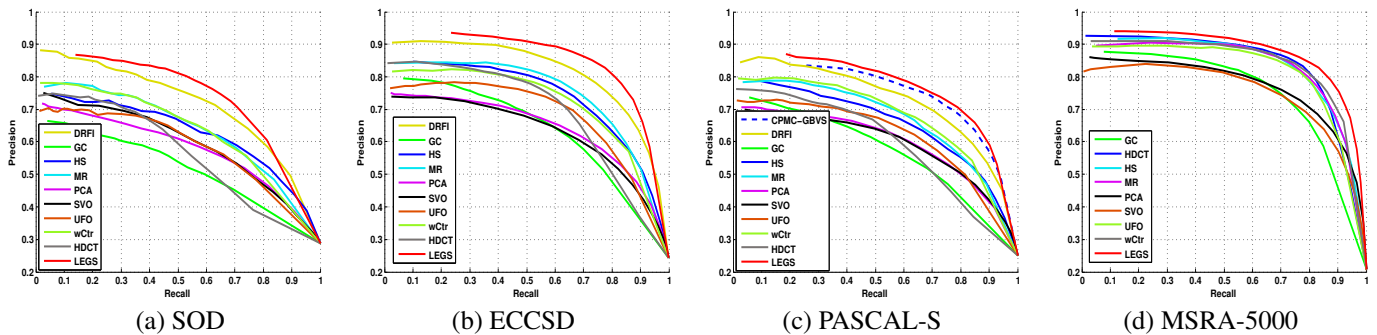 Precision
1
0.9
0.8
0.7
0.6
0.5
0.4
0.3
0.2
DRFI
GC
HS
MR
PCA
SVO
UFO
wCtr
HDCT
LEGS
0 0.1 0.2 0.3 0.4 0.5 0.6 0.7 0.8 0.9 1
Recall
(a) SOD
Precision
1
0.9
0.8
0.7
0.6
0.5
0.4
0.3
0.2
DRFI
GC
HS
MR
PCA
SVO
UFO
wCtr
HDCT
LEGS
0 0.1 0.2 0.3 0.4 0.5 0.6 0.7 0.8 0.9 1
Recall
(b) ECCSD
Precision
1
0.9
0.8
0.7
0.6
0.5
0.4
0.3
0.2
CPMC-GBVS
DRFI
GC
HS
MR
PCA
SVO
UFO
wCtr
HDCT
LEGS
0 0.1 0.2 0.3 0.4 0.5 0.6 0.7 0.8 0.9 1
Recall
(c) PASCAL-S
Precision
1
0.9
0.8
0.7
0.6
0.5
0.4
0.3
0.2
GC
HDCT
HS
MR
PCA
SVO
UFO
wCtr
LEGS
0 0.1 0.2 0.3 0.4 0.5 0.6 0.7 0.8 0.9 1
Recall
(d) MSRA-5000